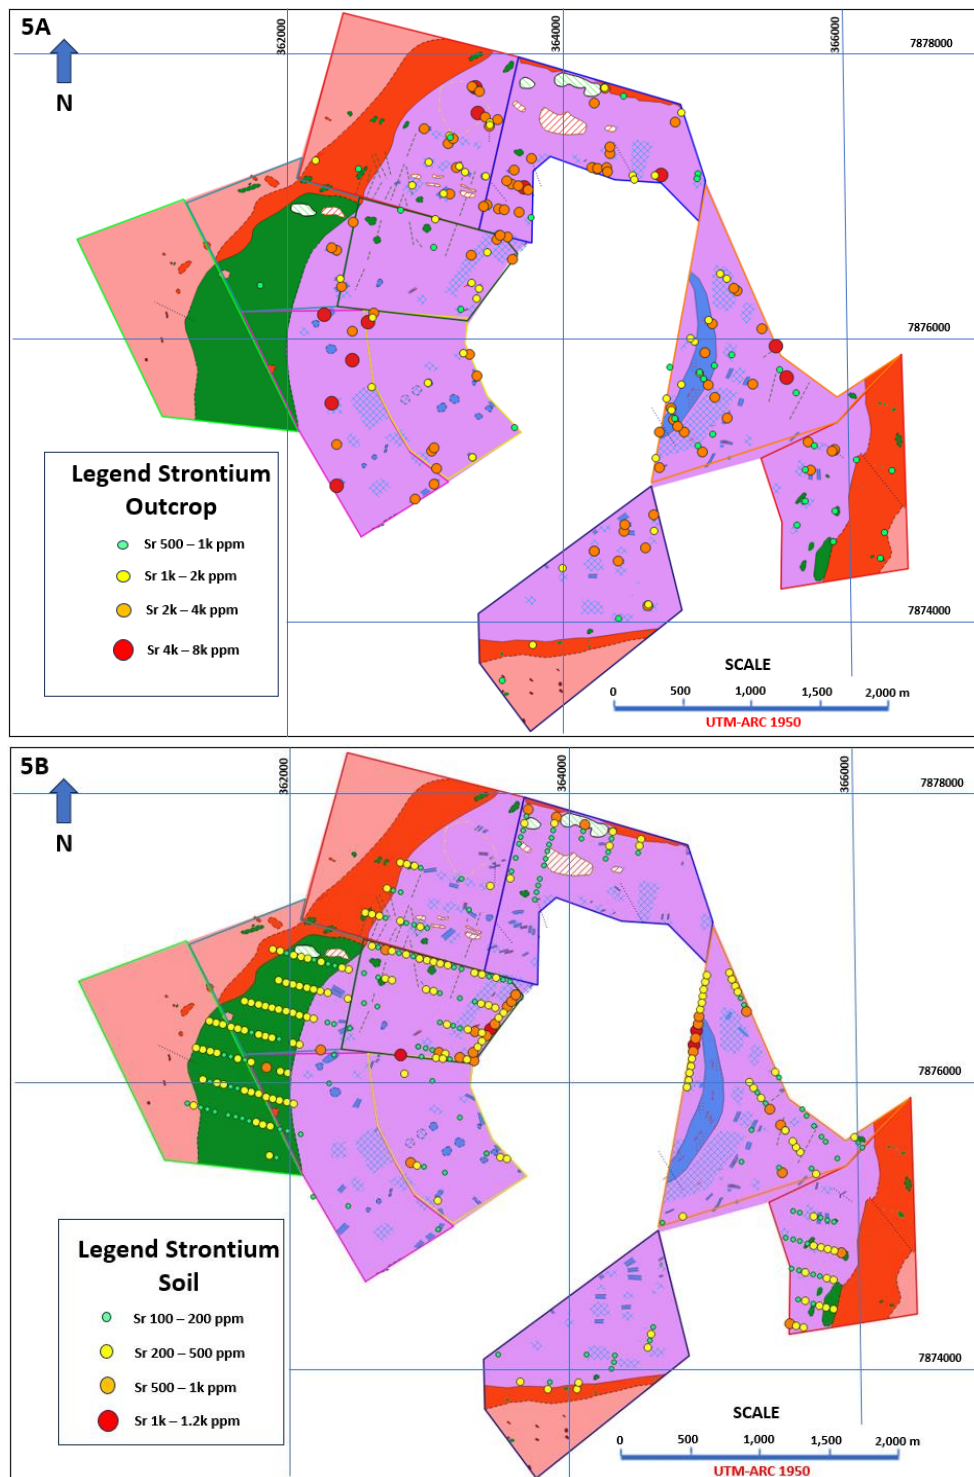 5A
362000
364000
366000
7878000
N
7876000
Legend Strontium
Outcrop
Sr 500 – 1k ppm
Sr 1k – 2k ppm
Sr 2k – 4k ppm
Sr 4k – 8k ppm
7874000
SCALE
0 500 1,000 1,500 2,000 m
UTM-ARC 1950
5B
362000
364000
366000
7878000
N
7876000
Legend Strontium
Soil
Sr 100 – 200 ppm
Sr 200 – 500 ppm
Sr 500 – 1k ppm
Sr 1k – 1.2k ppm
7874000
SCALE
0 500 1,000 1,500 2,000 m
UTM-ARC 1950